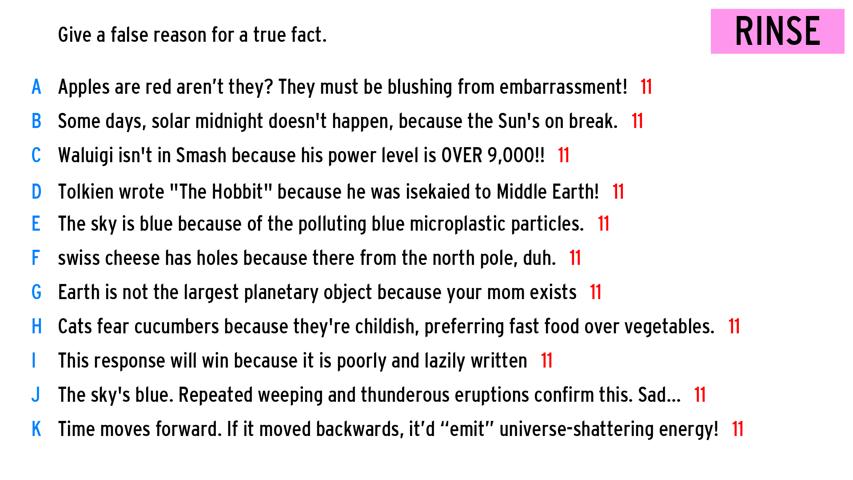 Give a false reason for a true fact.
RINSE
A Apples are red aren’t they? They must be blushing from embarrassment! 11
B Some days, solar midnight doesn't happen, because the Sun's on break. 11
C Waluigi isn't in Smash because his power level is OVER 9,000!! 11
D Tolkien wrote "The Hobbit" because he was isekaied to Middle Earth! 11
E The sky is blue because of the polluting blue microplastic particles. 11
F swiss cheese has holes because there from the north pole, duh. 11
G Earth is not the largest planetary object because your mom exists 11
H Cats fear cucumbers because they're childish, preferring fast food over vegetables. 11
I This response will win because it is poorly and lazily written 11
J The sky's blue. Repeated weeping and thunderous eruptions confirm this. Sad... 11
K Time moves forward. If it moved backwards, it’d “emit” universe-shattering energy! 11